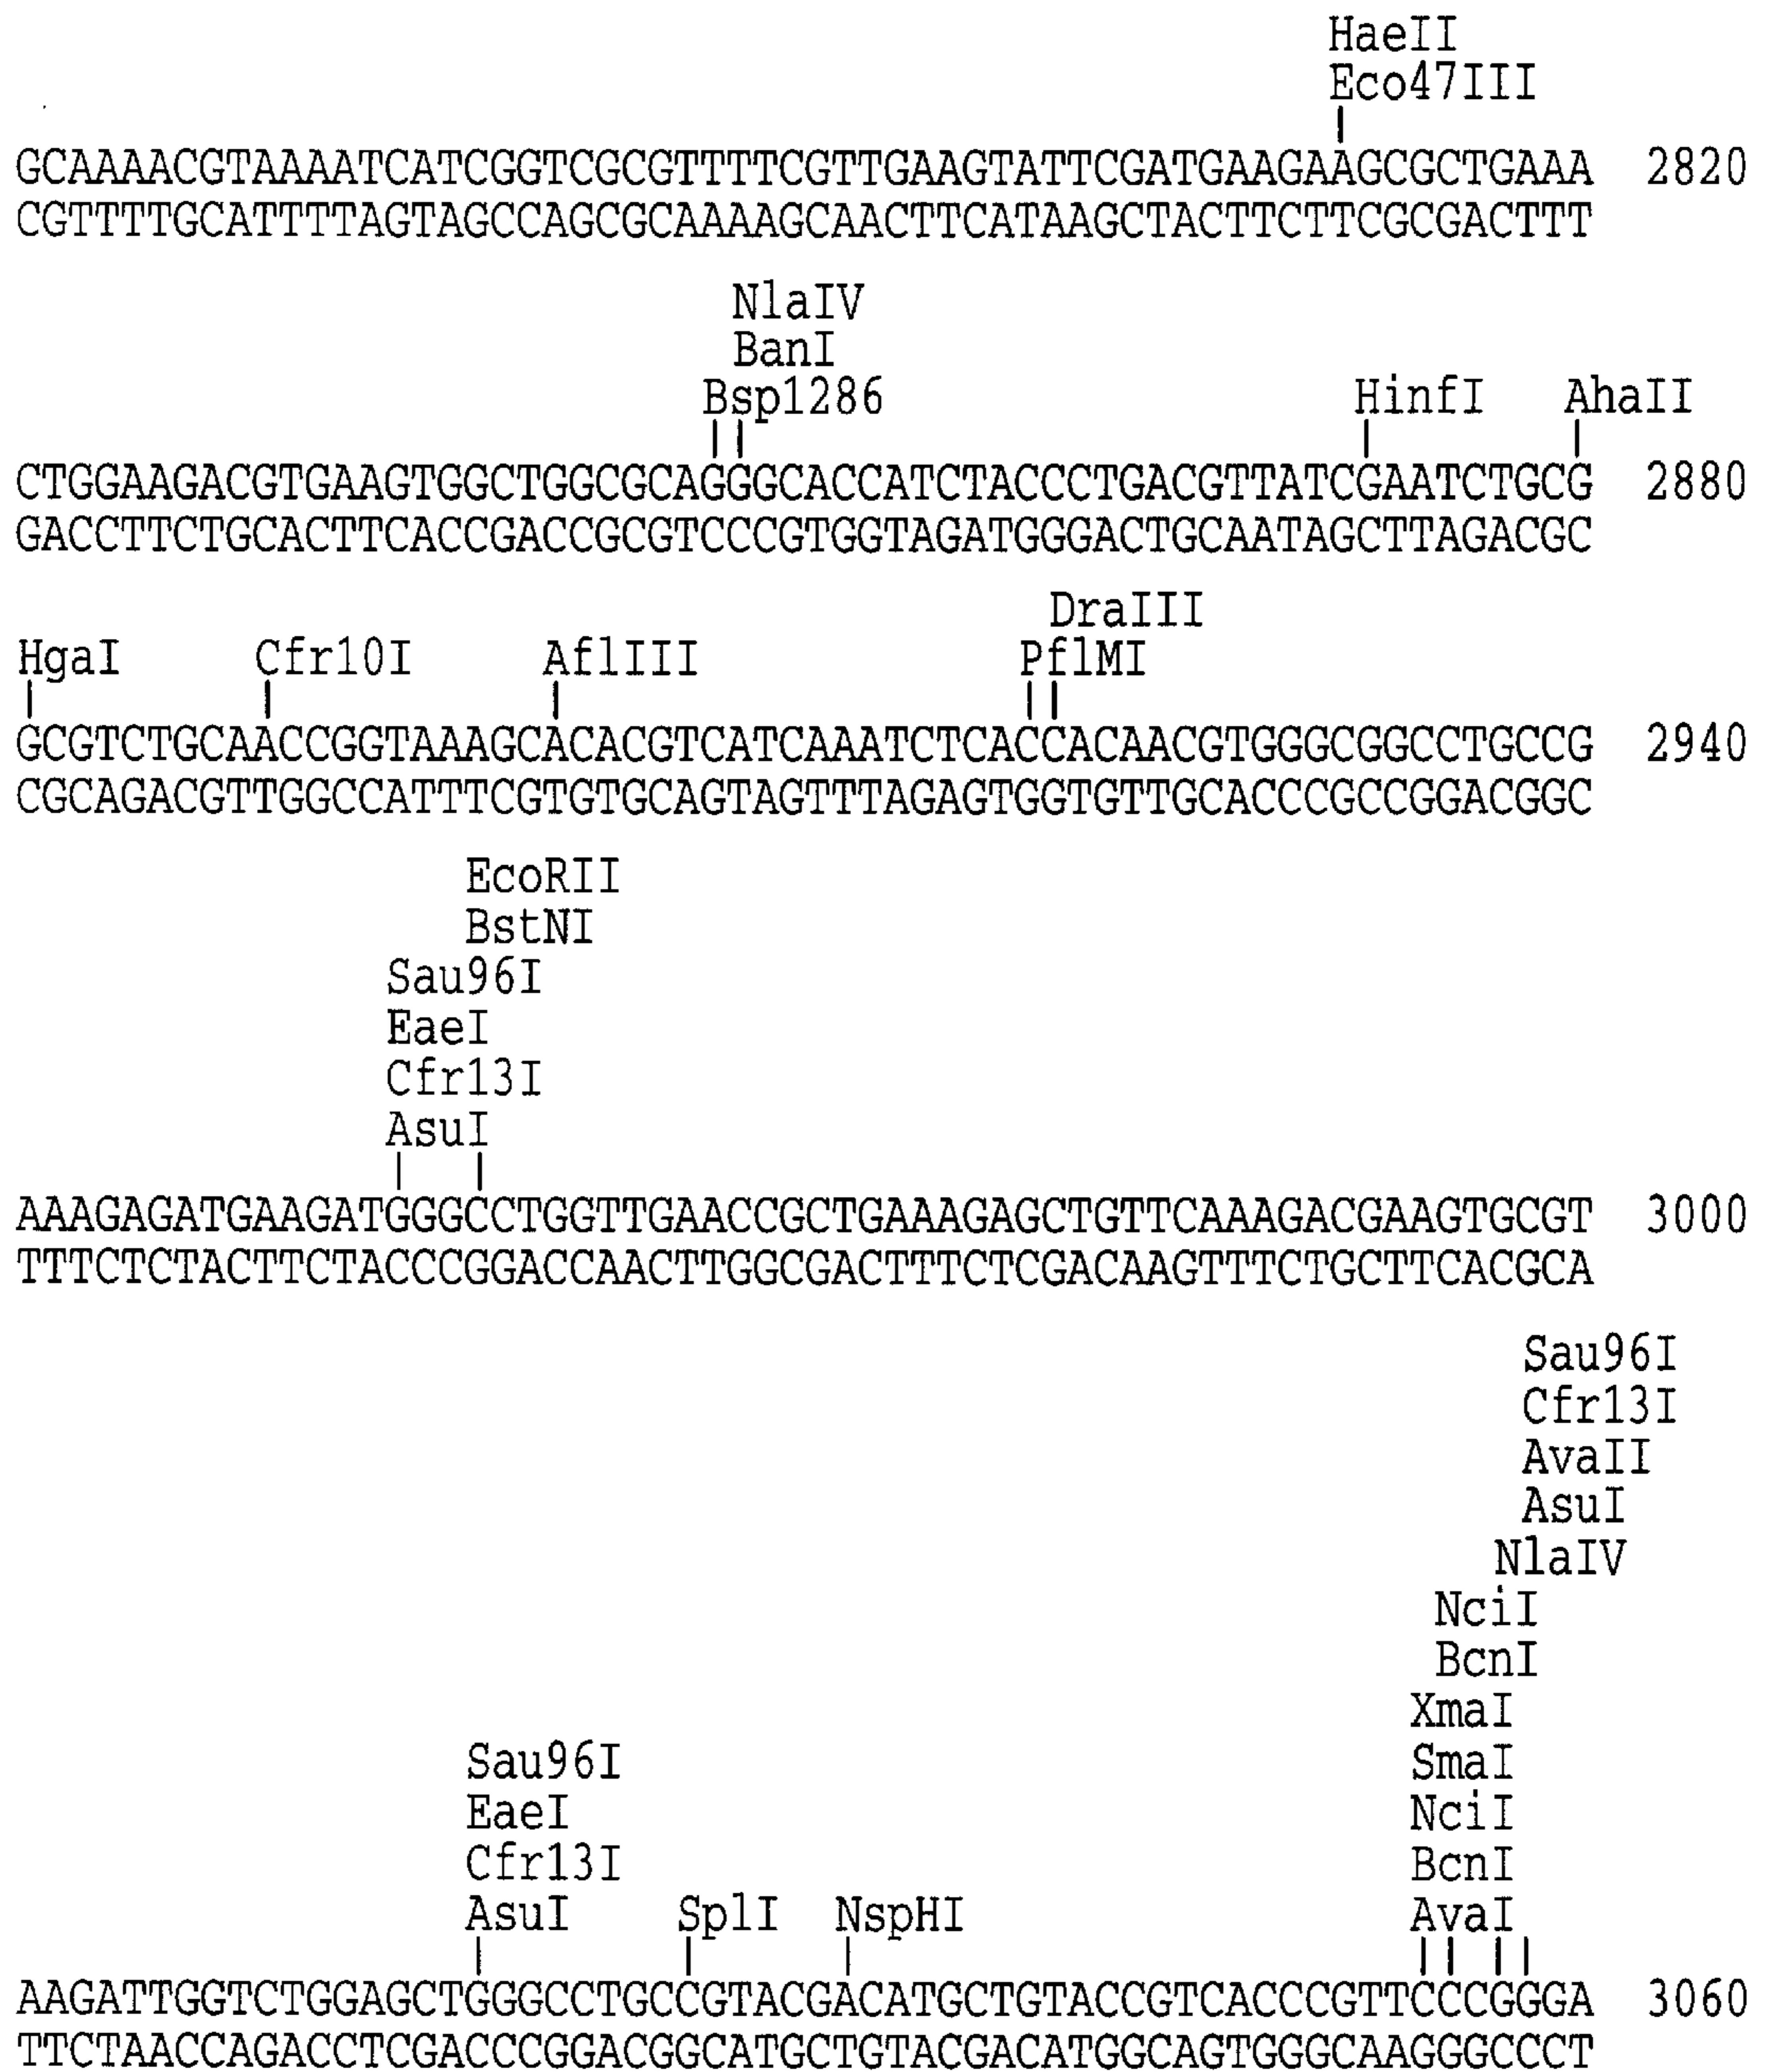 HaeII
Eco47III
GCAAAACGTAAAATCATCGGTCGCGTTTTCGTTGAAGTATTCGATGAAGAAGCGCTGAAA 2820
CGTTTTGCATTTTAGTAGCCAGCGCAAAAGCAACTTCATAAGCTACTTCTTCGCGACTTT
NlaIV
BanI
Bsp1286 HinfI AhaII
CTGGAAGACGTGAAGTGGCTGGCGCAGGGCACCATCTACCCTGACGTTATCGAATCTGCG 2880
GACCTTCTGCACTTCACCGACCGCGTCCCGTGGTAGATGGGACTGCAATAGCTTAGACGC
DraIII
HgaI Cfr10I AflIII PflMI
GCGTCTGCAACCGGTAAAGCACACGTCATCAAATCTCACCACAACGTGGGCGGCCTGCCG 2940
CGCAGACGTTGGCCATTTCGTGTGCAGTAGTTTAGAGTGGTGTTGCACCCGCCGGACGGC
EcoRII
BstNI
Sau96I
EaeI
Cfr13I
AsuI
AAAGAGATGAAGATGGGCCTGGTTGAACCGCTGAAAGAGCTGTTCAAAGACGAAGTGCGT 3000
TTTCTCTACTTCTACCCGGACCAACTTGGCGACTTTCTCGACAAGTTTCTGCTTCACGCA
Sau96I
Cfr13I
AvaII
AsuI
NlaIV
NciI
BcnI
XmaI
Sau96I SmaI
EaeI NciI
Cfr13I BcnI
AsuI SplI NspHI AvaI
AAGATTGGTCTGGAGCTGGGCCTGCCGTACGACATGCTGTACCGTCACCCGTTCCCGGGA 3060
TTCTAACCAGACCTCGACCCGGACGGCATGCTGTACGACATGGCAGTGGGCAAGGGCCCT